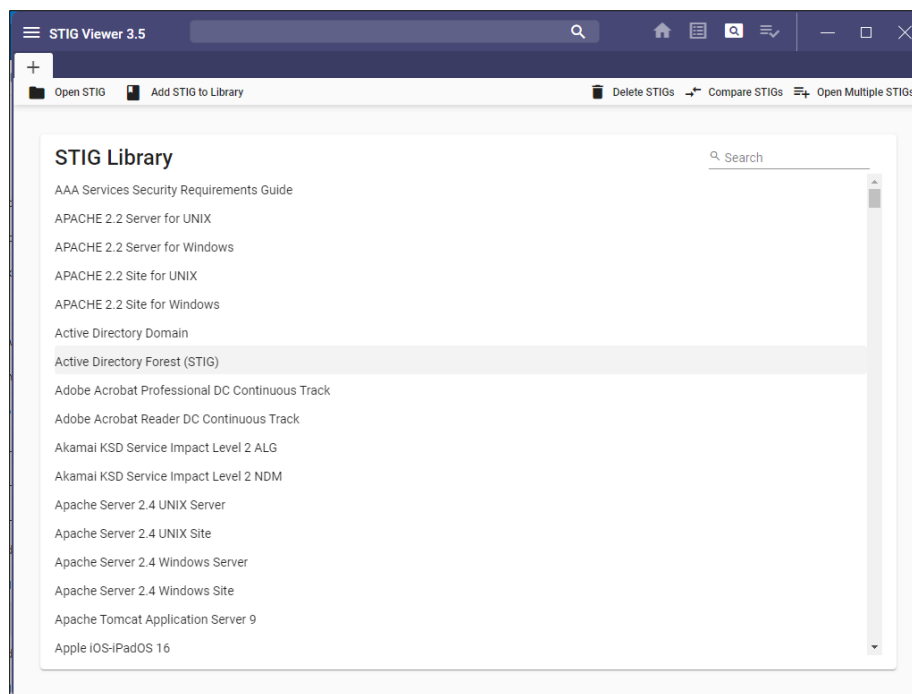 STIG Viewer 3.5
Open STIG Add STIG to Library Delete STIGs Compare STIGs Open Multiple STIGs
STIG Library Search
AAA Services Security Requirements Guide
APACHE 2.2 Server for UNIX
APACHE 2.2 Server for Windows
APACHE 2.2 Site for UNIX
APACHE 2.2 Site for Windows
Active Directory Domain
Active Directory Forest (STIG)
Adobe Acrobat Professional DC Continuous Track
Adobe Acrobat Reader DC Continuous Track
Akamai KSD Service Impact Level 2 ALG
Akamai KSD Service Impact Level 2 NDM
Apache Server 2.4 UNIX Server
Apache Server 2.4 UNIX Site
Apache Server 2.4 Windows Server
Apache Server 2.4 Windows Site
Apache Tomcat Application Server 9
Apple iOS-iPadOS 16